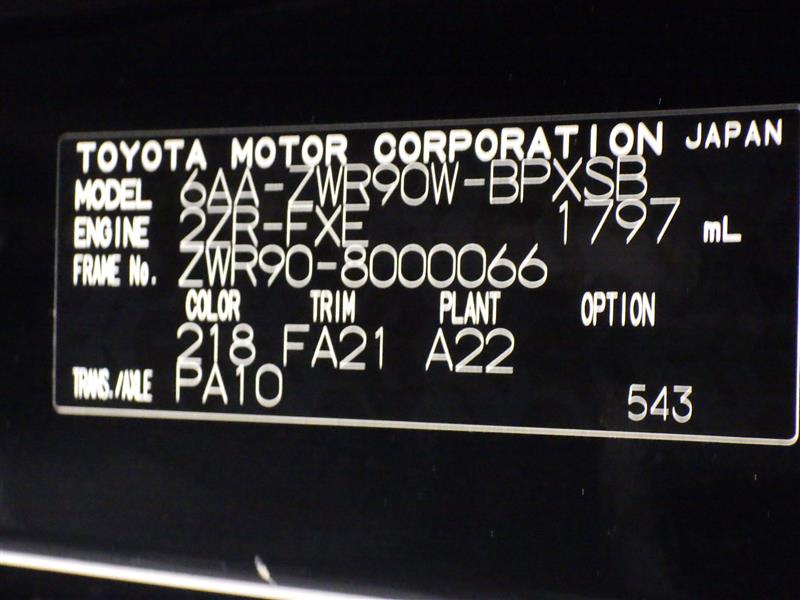 TOYOTA MOTOR CORPORATION JAPAN
MODEL 6AA-ZWR90W-BPXSB
ENGINE 2ZR-FXE 1797 mL
FRAME No. ZWR90-8000066
COLOR TRIM PLANT OPTION
218 FA21 A22
TRANS./AXLE PA10
543